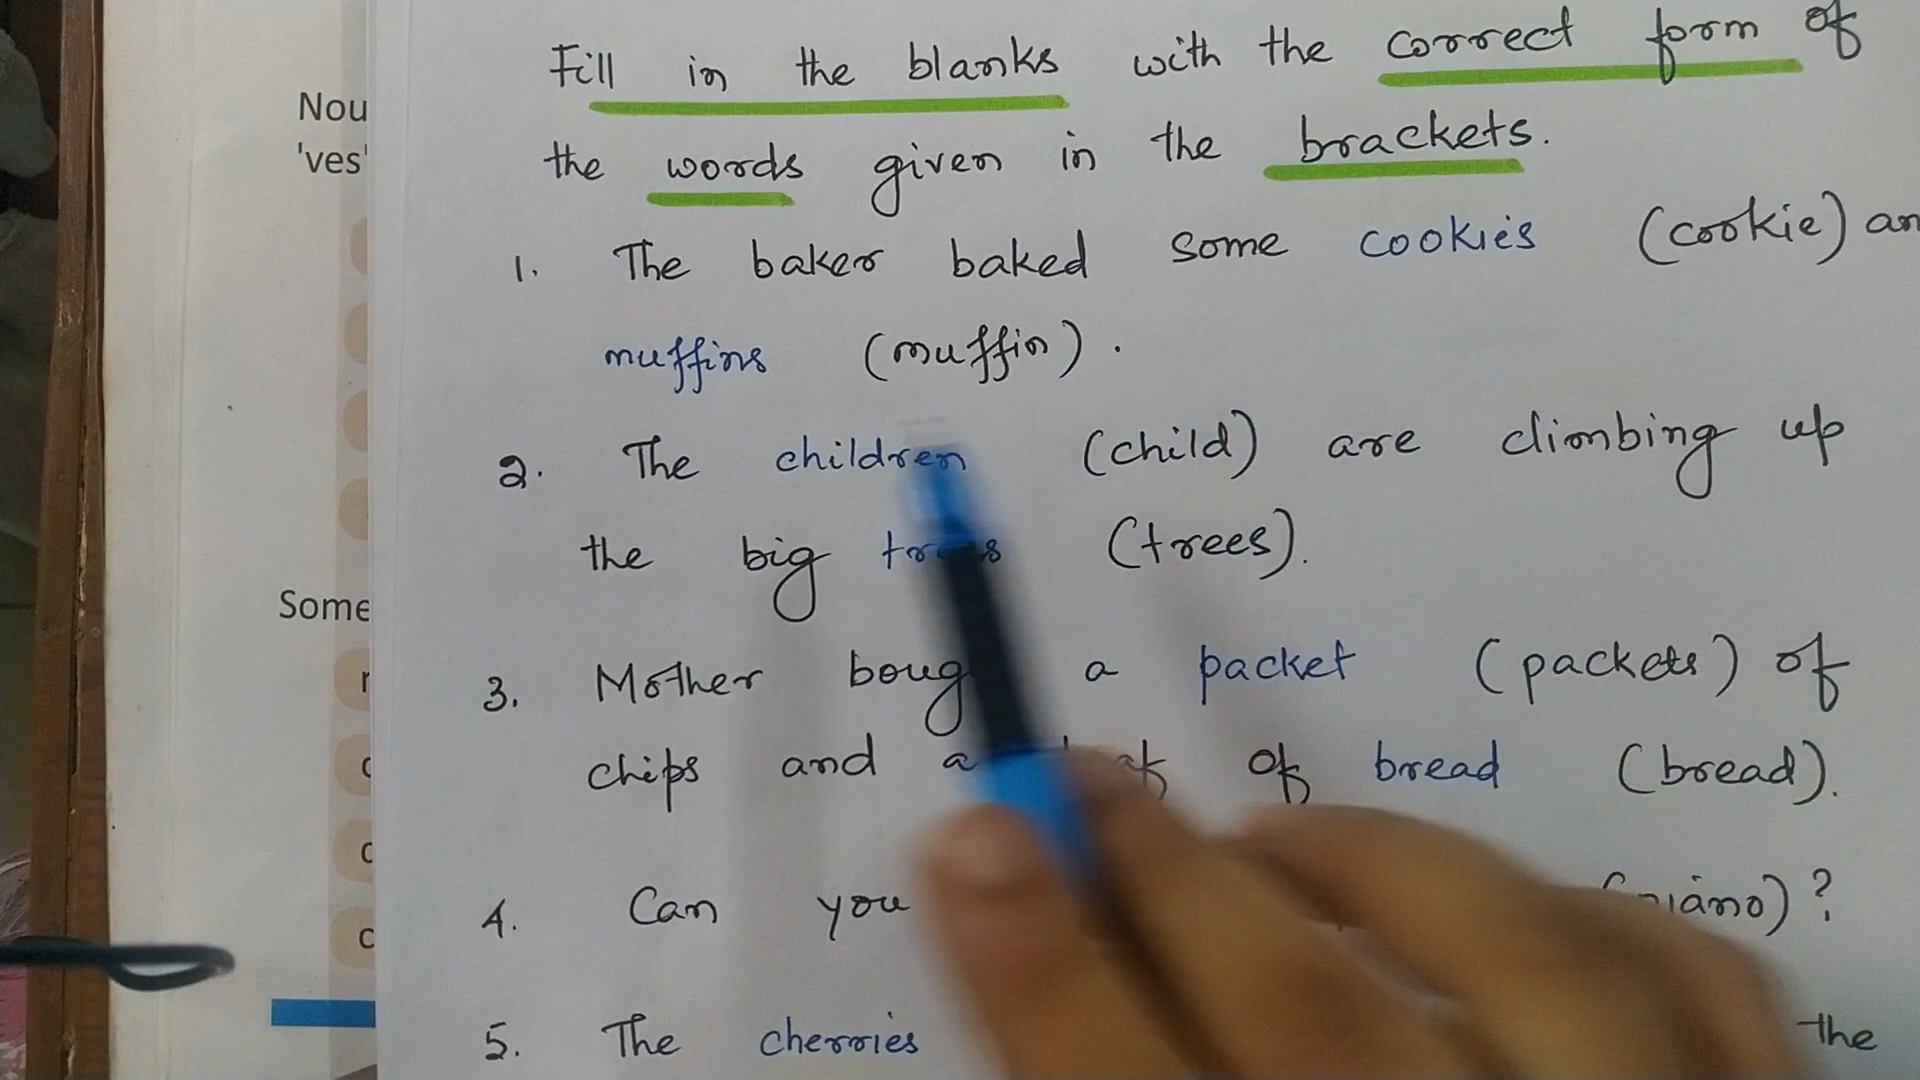 Nou
'ves'
Some
r
c
c
c
Fill in the blanks with the correct form of
the words given in the brackets.
1. The baker baked some cookies (cookie) an
muffins (muffin).
2. The children (child) are climbing up
the big (trees).
3. Mother boug a packet (packets) of
chips and a of bread (bread).
4. Can you ?
5. The cherries the